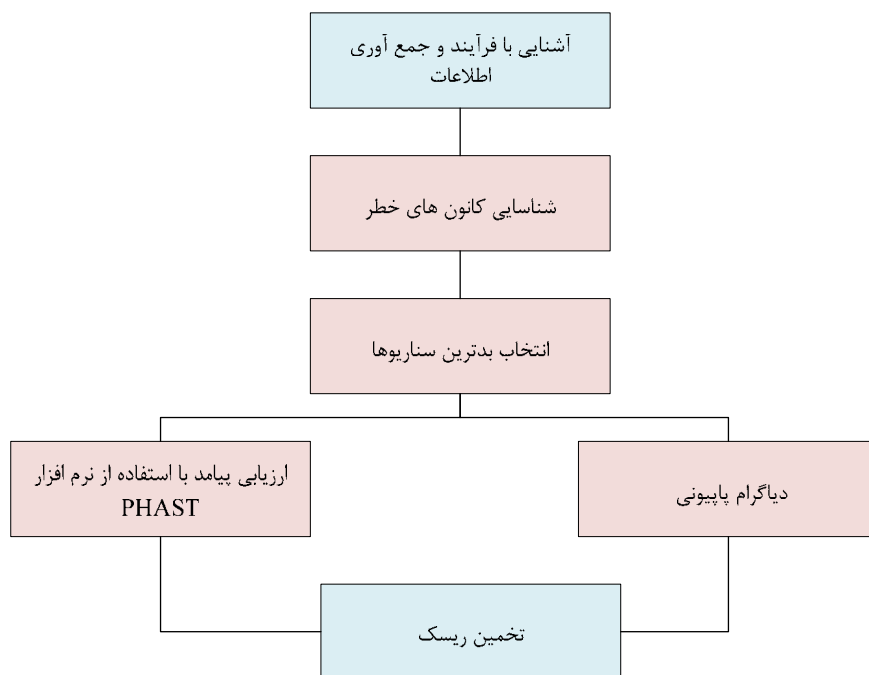 آشنایی با فرآیند و جمع آوری
اطلاعات
شناسایی کانون های خطر
انتخاب بدترین سناریوها
دیاگرام پاپیونی
ارزیابی پیامد با استفاده از نرم افزار
PHAST
تخمین ریسک